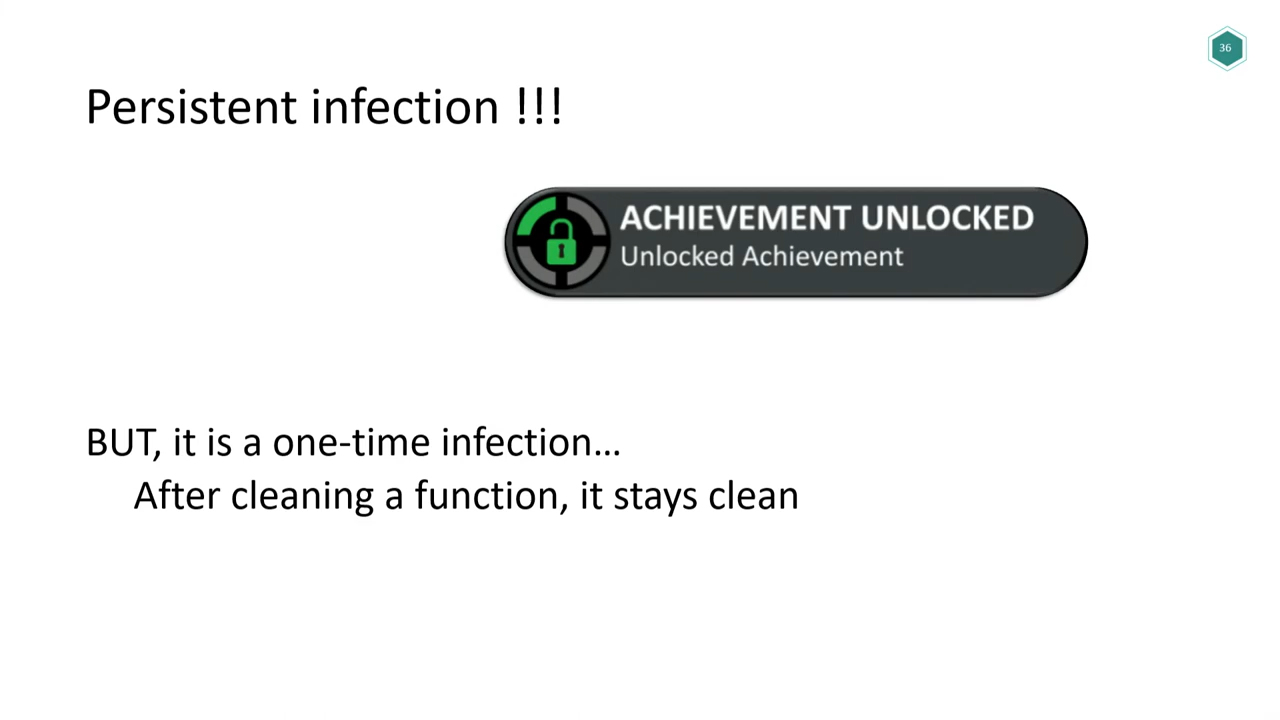 36
Persistent infection !!!
ACHIEVEMENT UNLOCKED
Unlocked Achievement
BUT, it is a one-time infection...
After cleaning a function, it stays clean